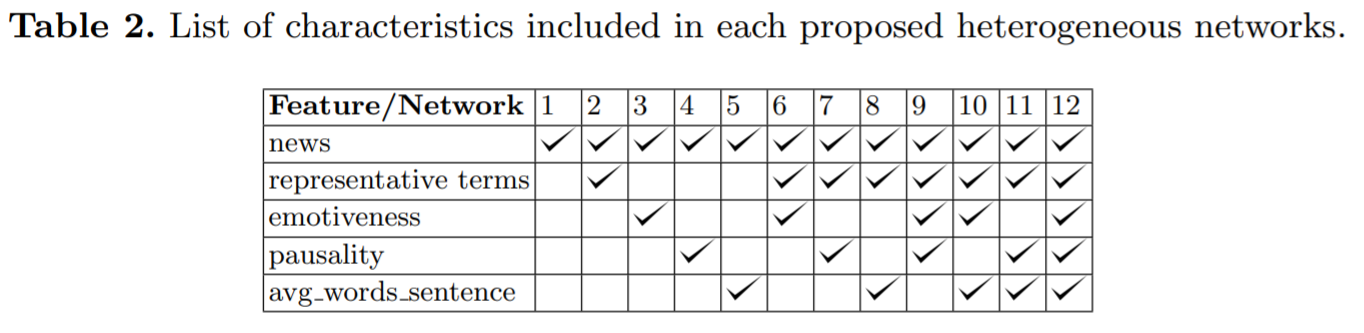 Table 2. List of characteristics included in each proposed heterogeneous networks.
Feature/Network 1 2 3 4 5 6 7 8 9 10 11 12
news ✓ ✓ ✓ ✓ ✓ ✓ ✓ ✓ ✓ ✓ ✓ ✓
representative terms ✓ ✓ ✓ ✓ ✓ ✓ ✓ ✓
emotiveness ✓ ✓ ✓ ✓ ✓
pausality ✓ ✓ ✓ ✓ ✓
avg_words_sentence ✓ ✓ ✓ ✓ ✓